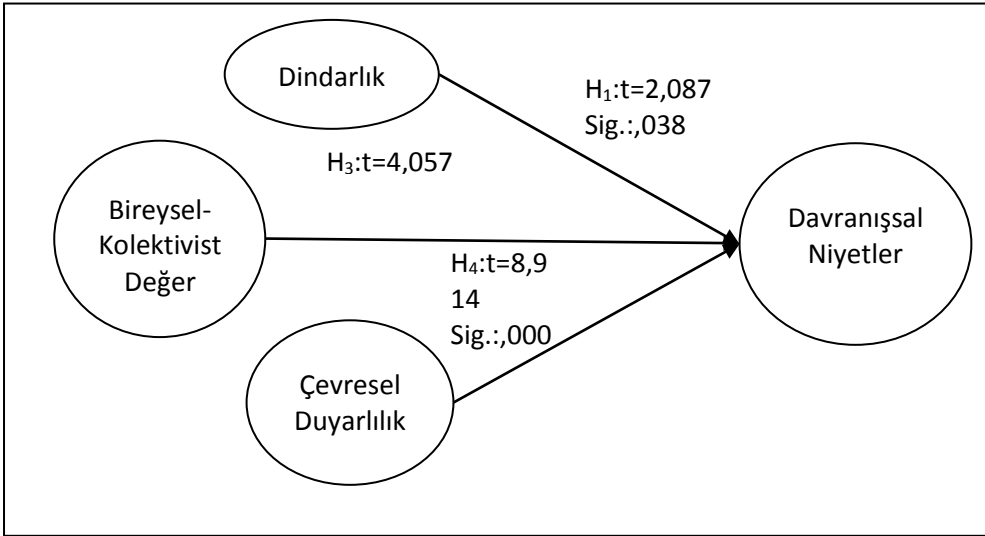 Dindarlık
H₁:t=2,087
Sig.:,038
H₃:t=4,057
Bireysel-
Kolektivist
Değer
Davranışsal
Niyetler
H₄:t=8,9
14
Sig.:,000
Çevresel
Duyarlılık